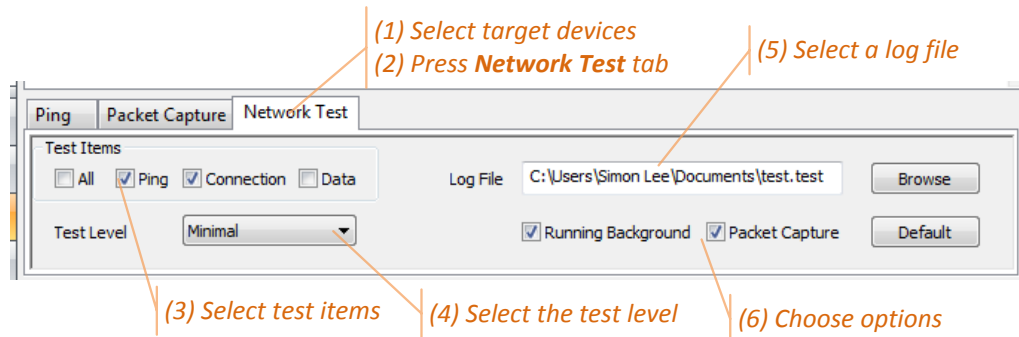 (1) Select target devices
(2) Press Network Test tab
(5) Select a log file
Ping Packet Capture Network Test
Test Items
All Ping Connection Data
Log File C:\Users\Simon Lee\Documents\test.test Browse
Test Level Minimal
Running Background Packet Capture Default
(3) Select test items
(4) Select the test level
(6) Choose options